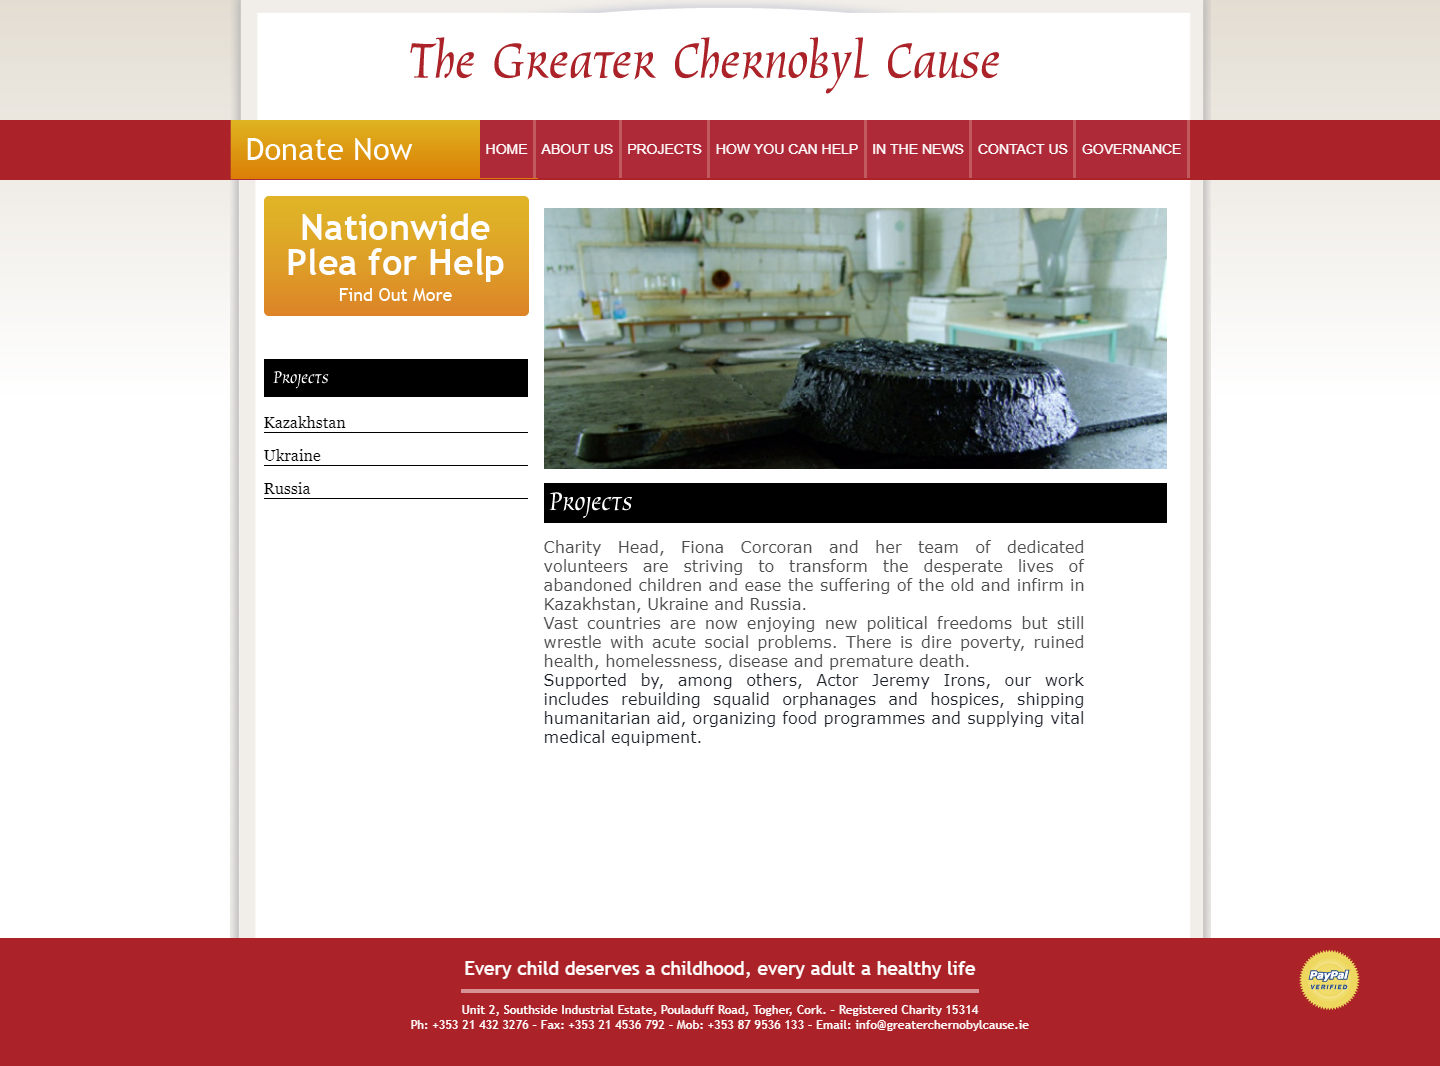 The Greater Chernobyl Cause
Donate Now
HOME
ABOUT US
PROJECTS
HOW YOU CAN HELP
IN THE NEWS
CONTACT US
GOVERNANCE
Nationwide
Plea for Help
Find Out More
Projects
Kazakhstan
Ukraine
Russia
Projects
Charity Head, Fiona Corcoran and her team of dedicated
volunteers are striving to transform the desperate lives of
abandoned children and ease the suffering of the old and infirm in
Kazakhstan, Ukraine and Russia.
Vast countries are now enjoying new political freedoms but still
wrestle with acute social problems. There is dire poverty, ruined
health, homelessness, disease and premature death.
Supported by, among others, Actor Jeremy Irons, our work
includes rebuilding squalid orphanages and hospices, shipping
humanitarian aid, organizing food programmes and supplying vital
medical equipment.
Every child deserves a childhood, every adult a healthy life
Unit 2, Southside Industrial Estate, Pouladuff Road, Togher, Cork. - Registered Charity 15314
Ph: +353 21 432 3276 - Fax: +353 21 4536 792 - Mob: +353 87 9536 133 - Email: info@greaterchernobylcause.ie
PayPal
VERIFIED